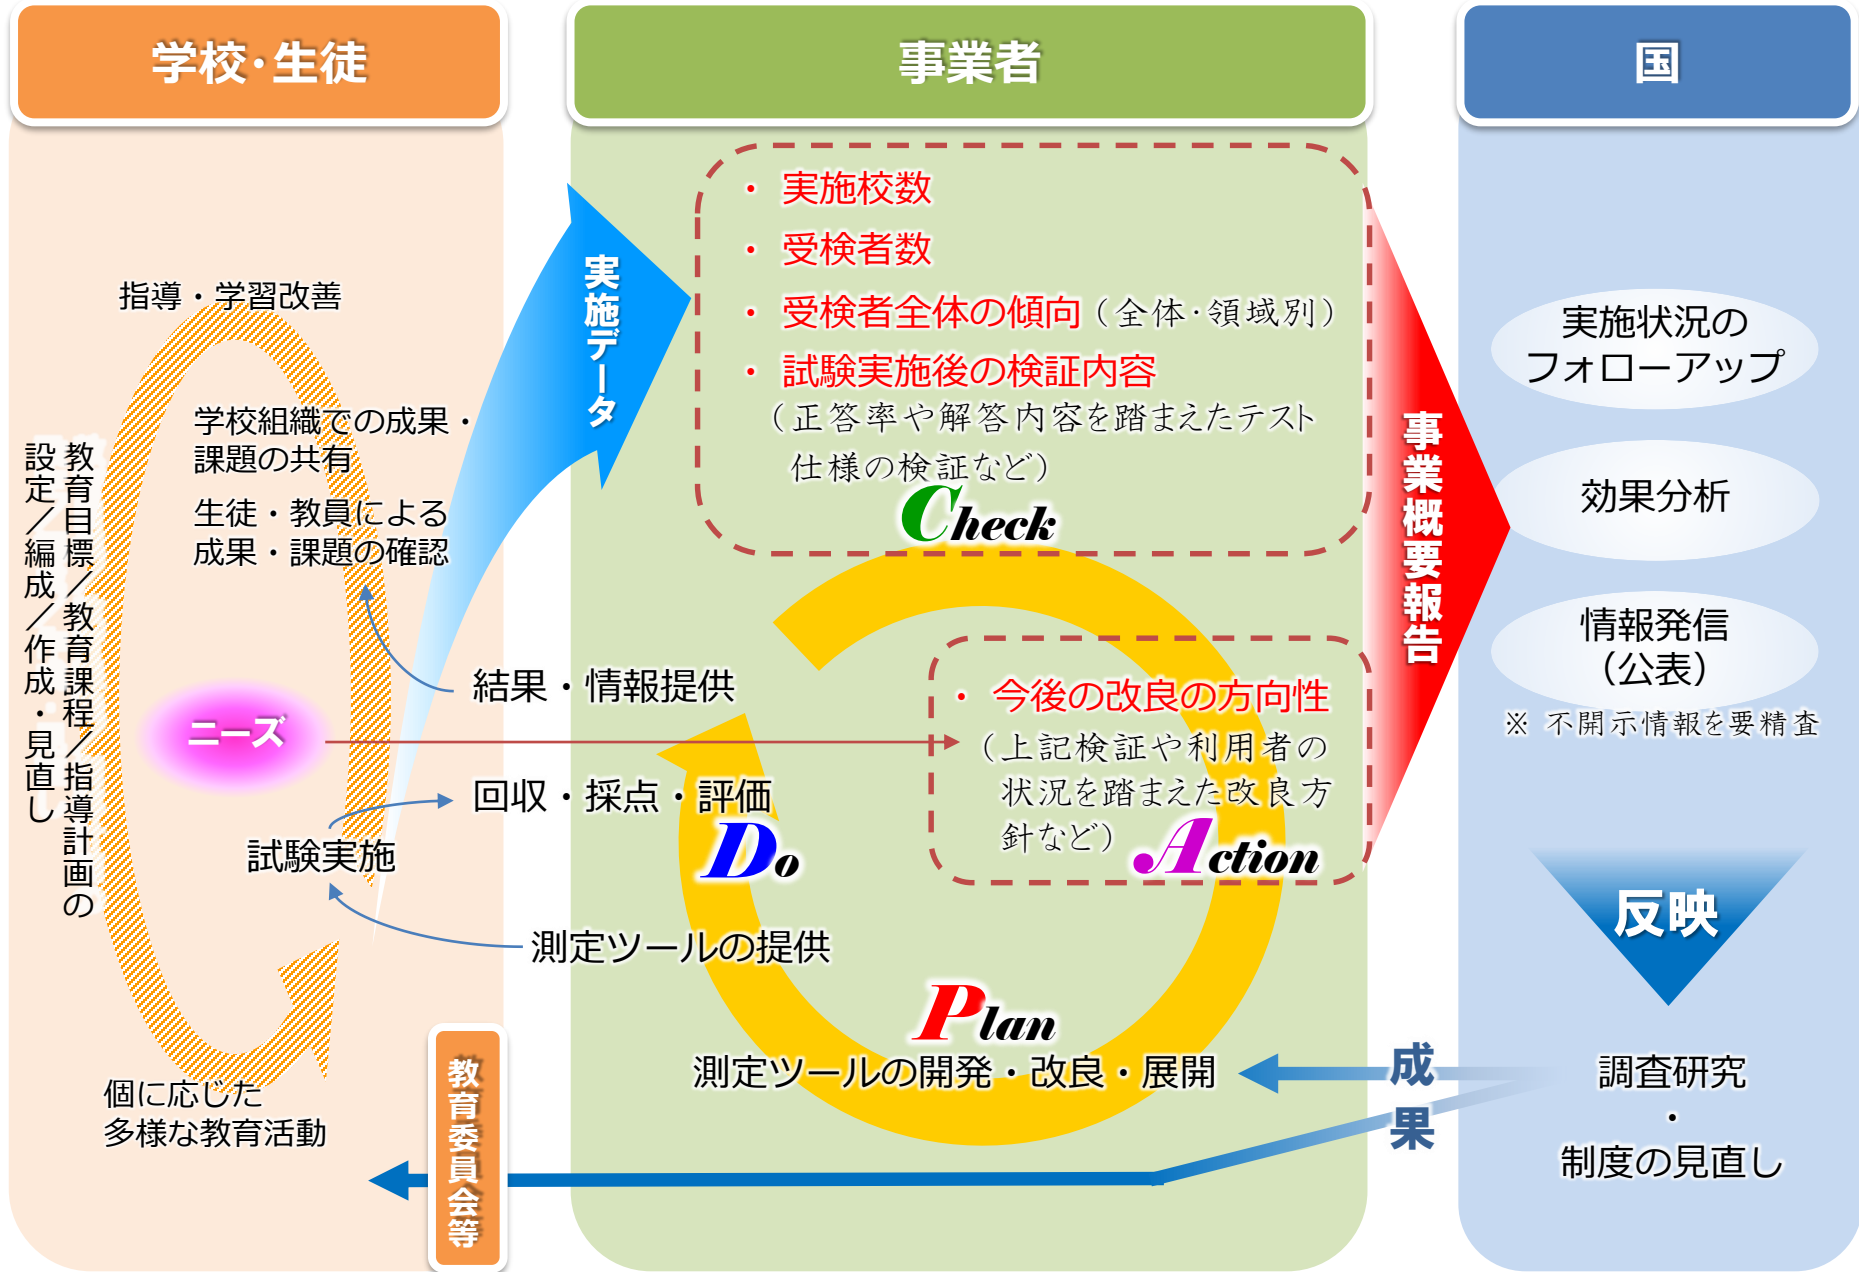 学校・生徒
事業者
国
指導・学習改善
学校組織での成果・
課題の共有
生徒・教員による
成果・課題の確認
教育目標／教育課程／指導計画の
設定／編成／作成・見直し
ニーズ
試験実施
個に応じた
多様な教育活動
教育委員会等
実施データ
・ 実施校数
・ 受検者数
・ 受検者全体の傾向（全体・領域別）
・ 試験実施後の検証内容
（正答率や解答内容を踏まえたテスト
仕様の検証など）
Check
結果・情報提供
回収・採点・評価
Do
測定ツールの提供
・ 今後の改良の方向性
（上記検証や利用者の
状況を踏まえた改良方
針など）
Action
Plan
測定ツールの開発・改良・展開
事業概要報告
実施状況の
フォローアップ
効果分析
情報発信
（公表）
※ 不開示情報を要精査
反映
調査研究
・
制度の見直し
成果